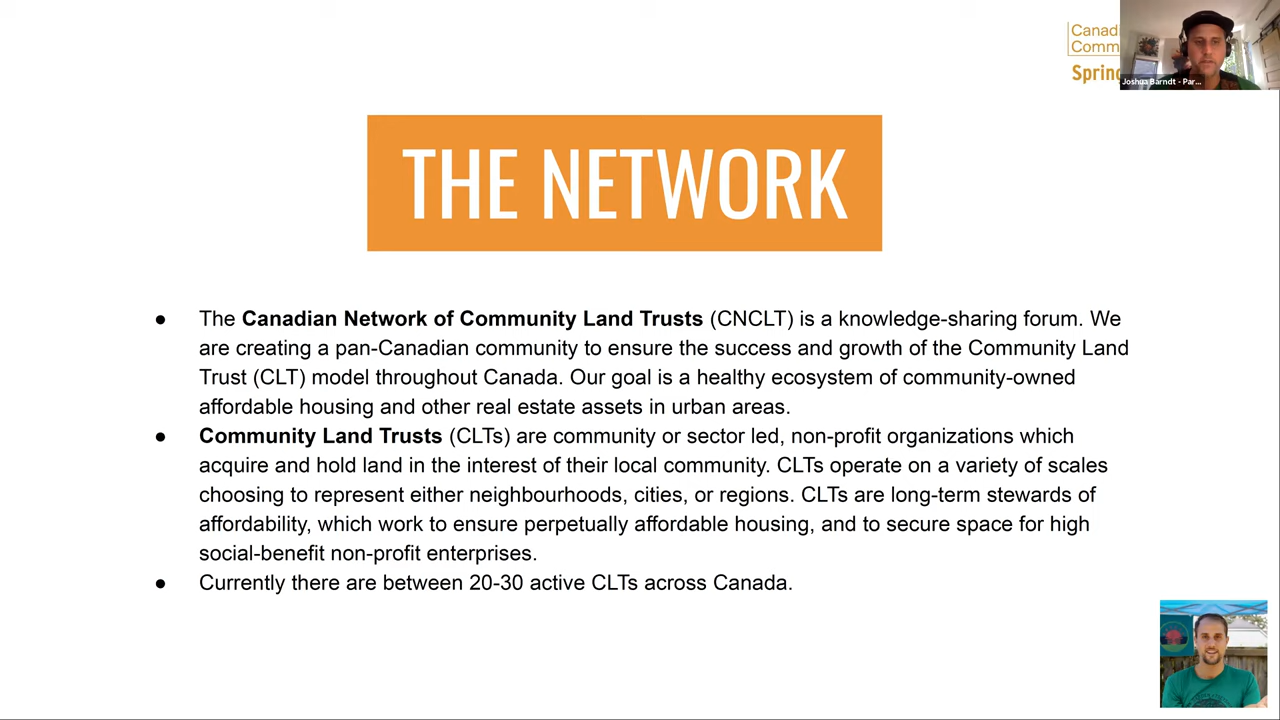 Canadi
Comm
Spring
Joshua Barndt - Par...
THE NETWORK
● The Canadian Network of Community Land Trusts (CNCLT) is a knowledge-sharing forum. We
are creating a pan-Canadian community to ensure the success and growth of the Community Land
Trust (CLT) model throughout Canada. Our goal is a healthy ecosystem of community-owned
affordable housing and other real estate assets in urban areas.
● Community Land Trusts (CLTs) are community or sector led, non-profit organizations which
acquire and hold land in the interest of their local community. CLTs operate on a variety of scales
choosing to represent either neighbourhoods, cities, or regions. CLTs are long-term stewards of
affordability, which work to ensure perpetually affordable housing, and to secure space for high
social-benefit non-profit enterprises.
● Currently there are between 20-30 active CLTs across Canada.